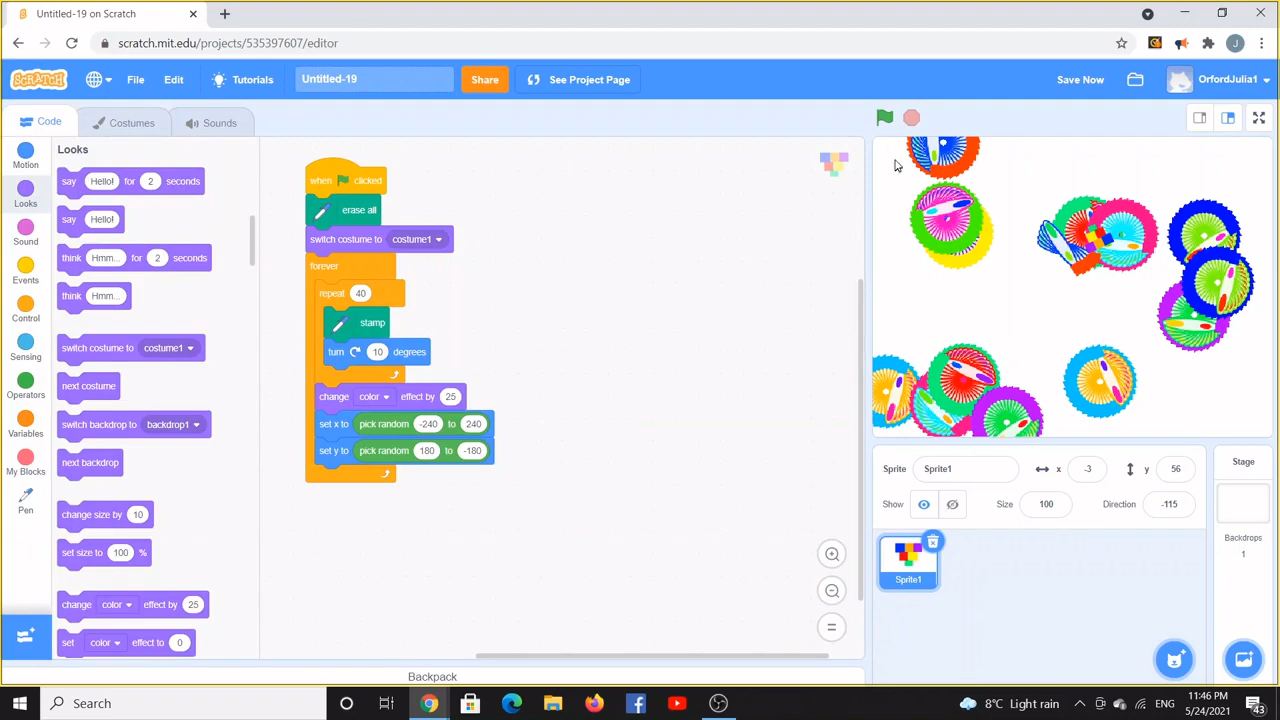 Untitled-19 on Scratch
scratch.mit.edu/projects/535397607/editor
J
SCRATCH File Edit Tutorials Untitled-19 Share See Project Page Save Now OrfordJulia1
Code Costumes Sounds
Motion
Looks
Sound
Events
Control
Sensing
Operators
Variables
My Blocks
Pen
Looks
say Hello! for 2 seconds
say Hello!
think Hmm... for 2 seconds
think Hmm...
switch costume to costume1
next costume
switch backdrop to backdrop1
next backdrop
change size by 10
set size to 100 %
change color effect by 25
set color effect to 0
when clicked
erase all
switch costume to costume1
forever
repeat 40
stamp
turn 10 degrees
change color effect by 25
set x to pick random -240 to 240
set y to pick random 180 to -180
Sprite Sprite1 x -3 y 56
Show Size 100 Direction -115
Sprite1
Stage
Backdrops
1
Backpack
Search
8°C Light rain ENG 11:46 PM
5/24/2021
43